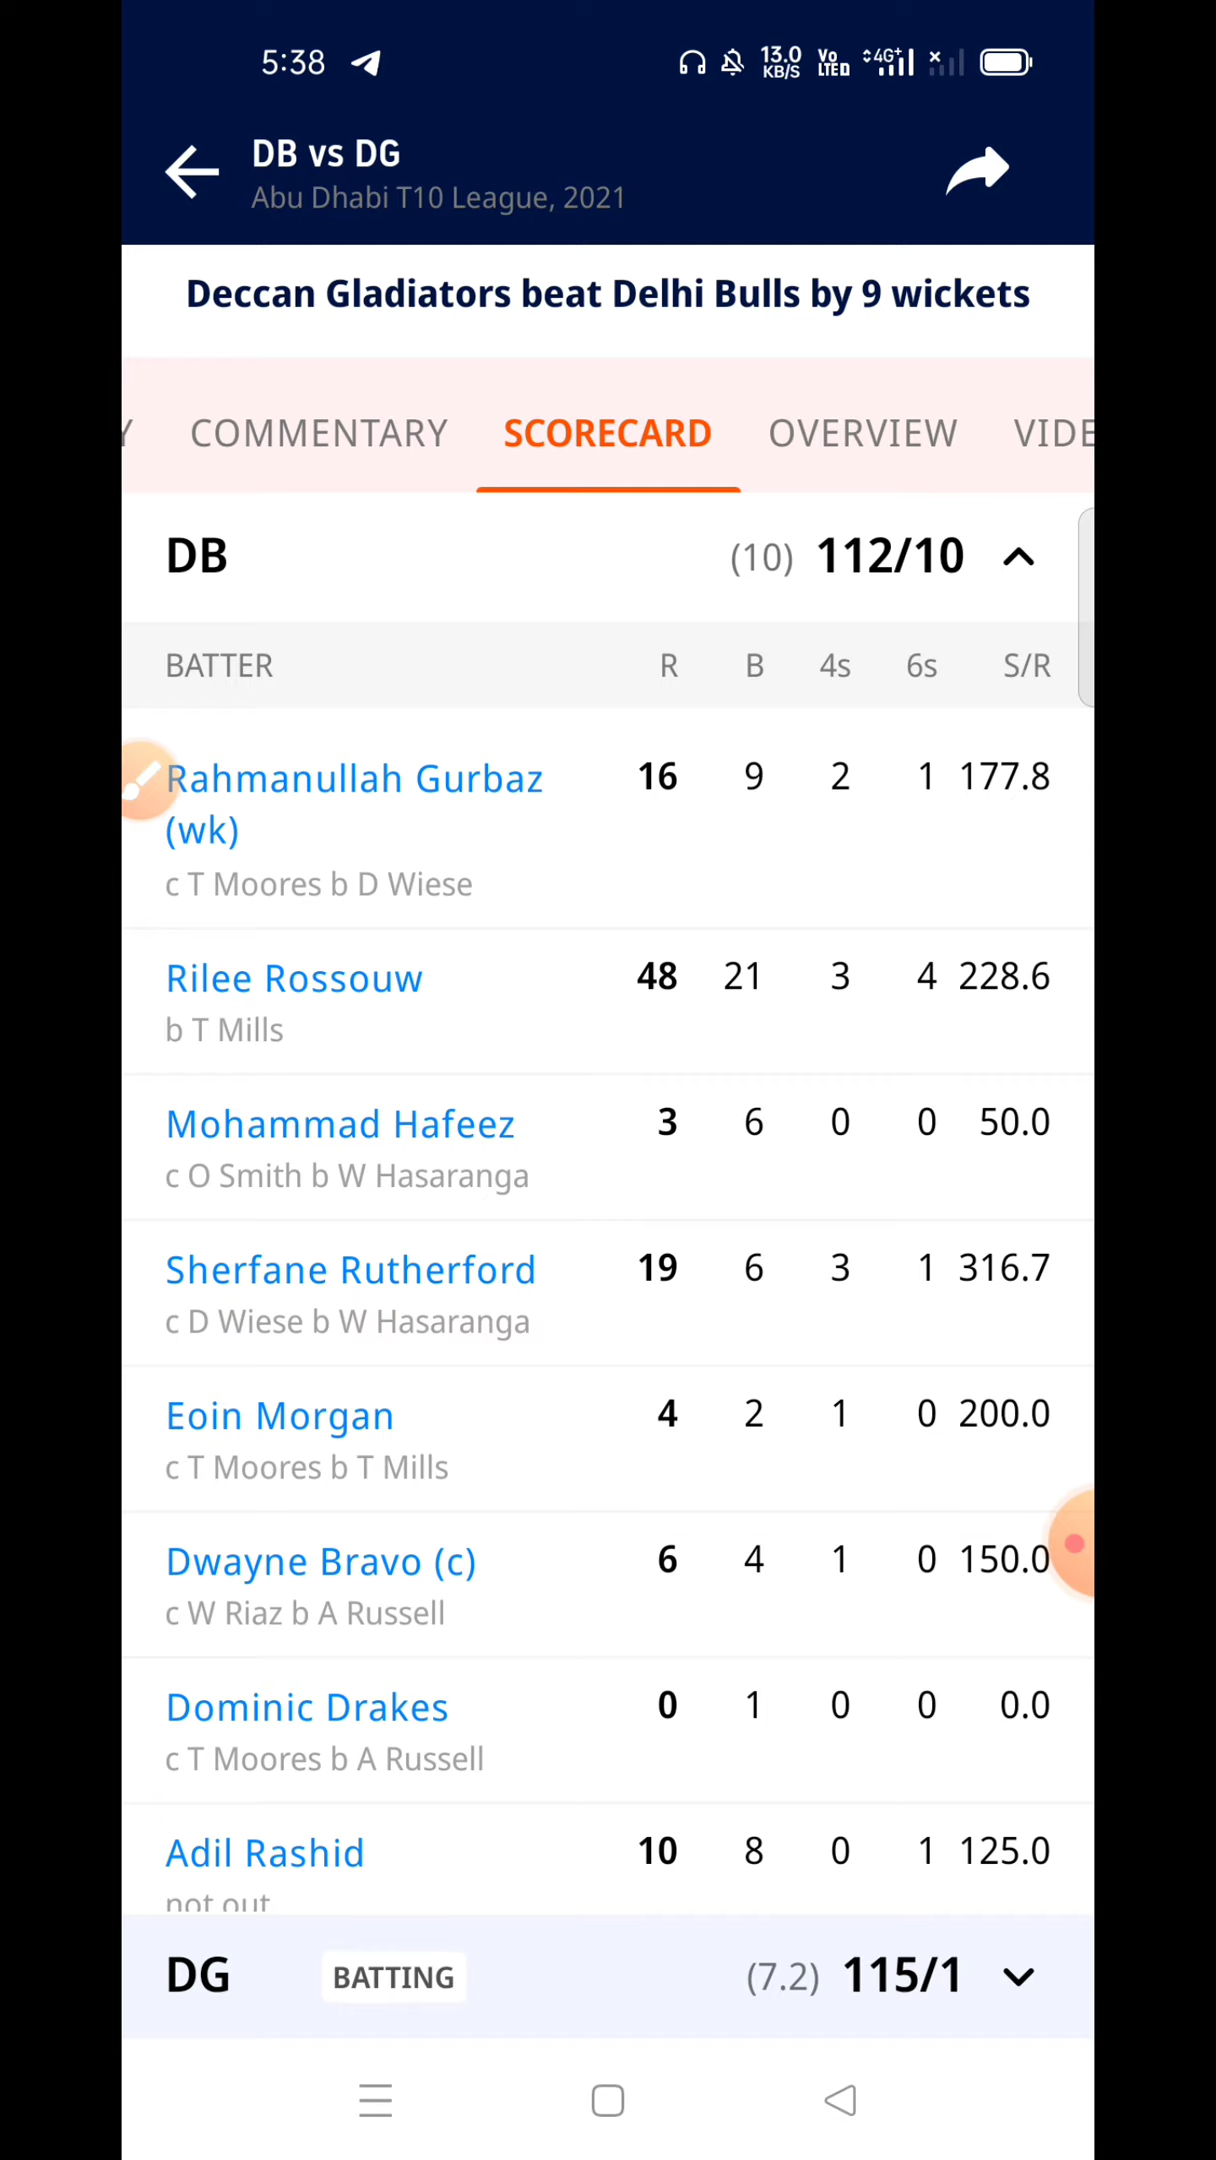 5:38 13.0 KB/S Vo LTED 4G+
DB vs DG
Abu Dhabi T10 League, 2021
Deccan Gladiators beat Delhi Bulls by 9 wickets
Y COMMENTARY SCORECARD OVERVIEW VIDE
DB (10) 112/10
BATTER R B 4s 6s S/R
Rahmanullah Gurbaz 16 9 2 1 177.8
(wk)
c T Moores b D Wiese
Rilee Rossouw 48 21 3 4 228.6
b T Mills
Mohammad Hafeez 3 6 0 0 50.0
c O Smith b W Hasaranga
Sherfane Rutherford 19 6 3 1 316.7
c D Wiese b W Hasaranga
Eoin Morgan 4 2 1 0 200.0
c T Moores b T Mills
Dwayne Bravo (c) 6 4 1 0 150.0
c W Riaz b A Russell
Dominic Drakes 0 1 0 0 0.0
c T Moores b A Russell
Adil Rashid 10 8 0 1 125.0
not out
DG BATTING (7.2) 115/1